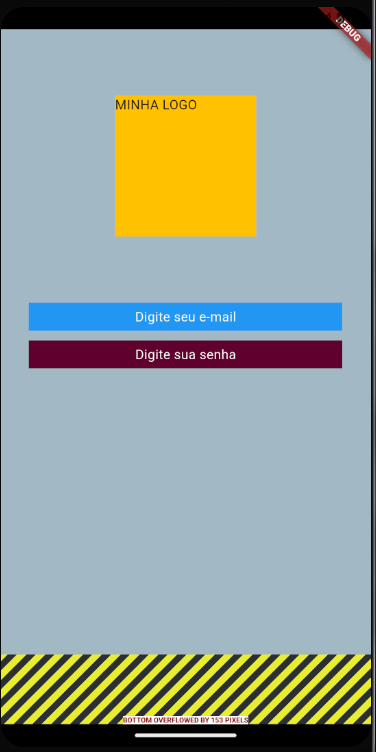 DEBUG
MINHA LOGO
Digite seu e-mail
Digite sua senha
BOTTOM OVERFLOWED BY 153 PIXELS